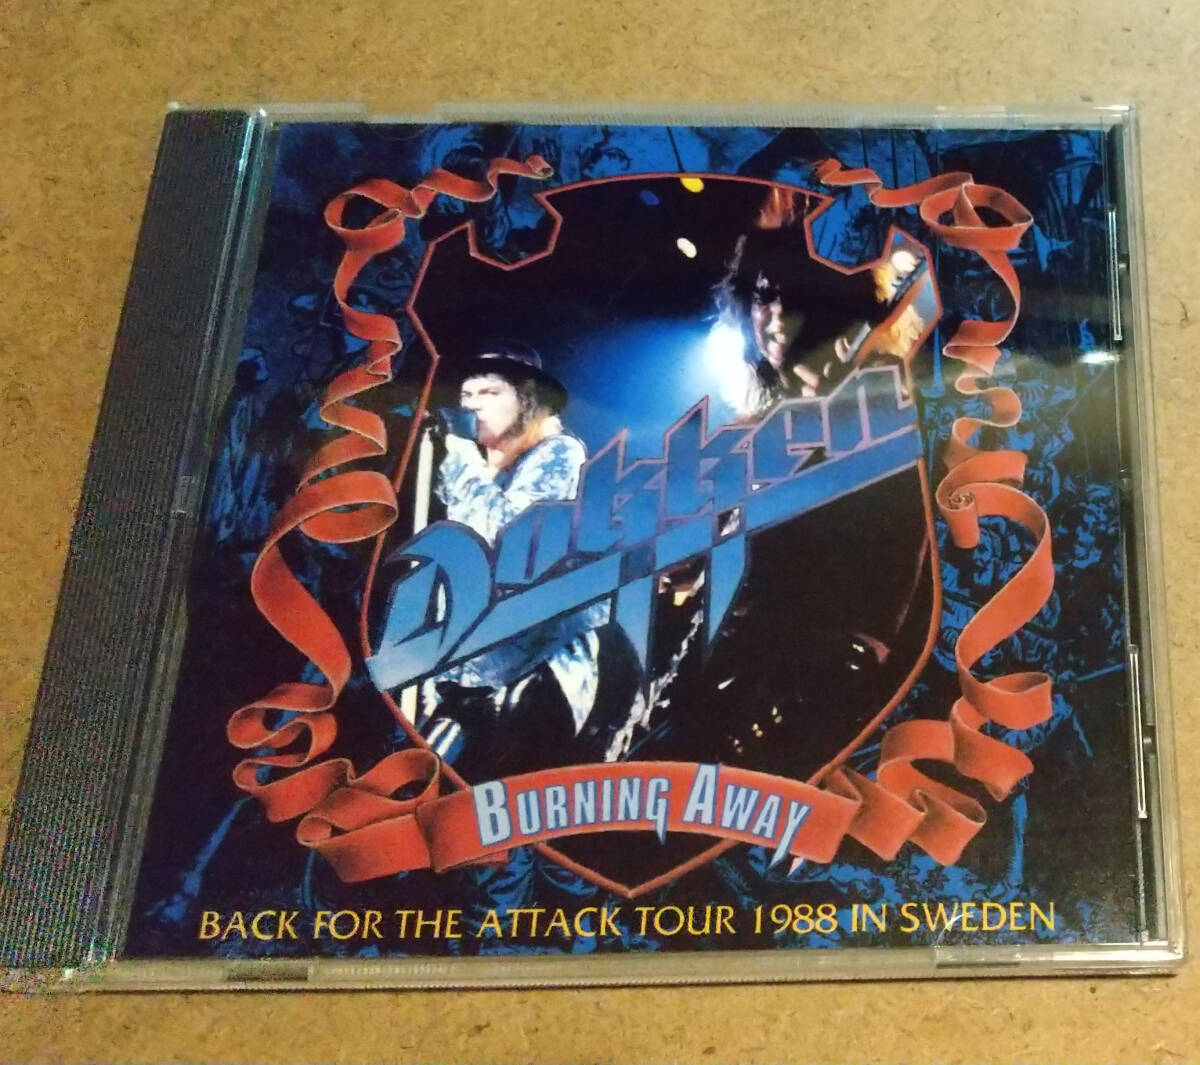 Dokken
BURNING AWAY
BACK FOR THE ATTACK TOUR 1988 IN SWEDEN